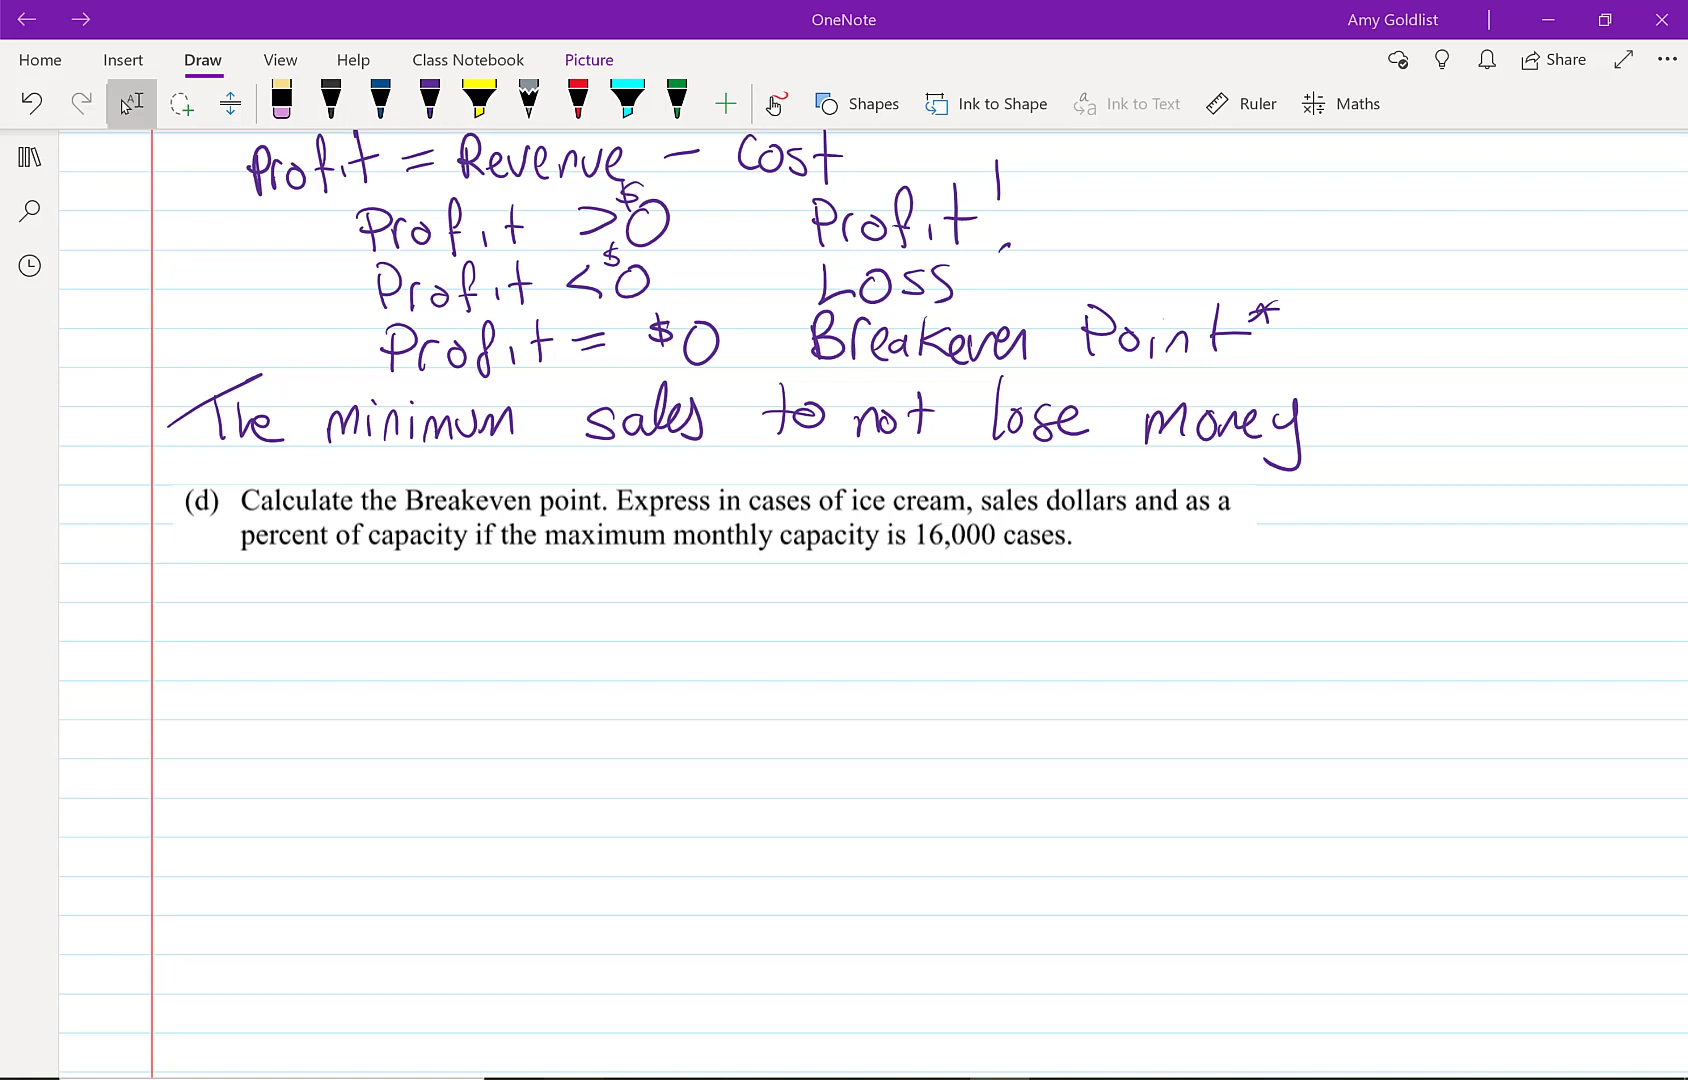 OneNote
Amy Goldlist
Home Insert Draw View Help Class Notebook Picture
Share
Shapes Ink to Shape Ink to Text Ruler Maths
Profit = Revenue - Cost
Profit > $0 Profit!
Profit < $0 Loss
Profit = $0 Breakeven Point*
The minimum sales to not lose money
(d) Calculate the Breakeven point. Express in cases of ice cream, sales dollars and as a
percent of capacity if the maximum monthly capacity is 16,000 cases.